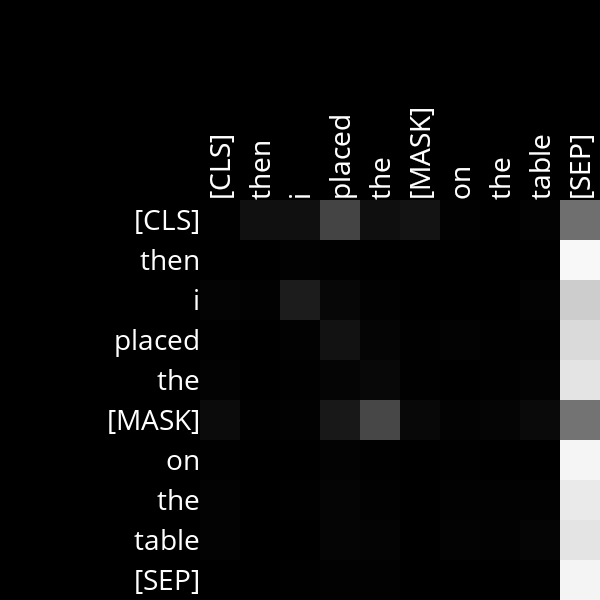 [CLS] then i placed the [MASK] on the table [SEP]
[CLS]
then
i
placed
the
[MASK]
on
the
table
[SEP]